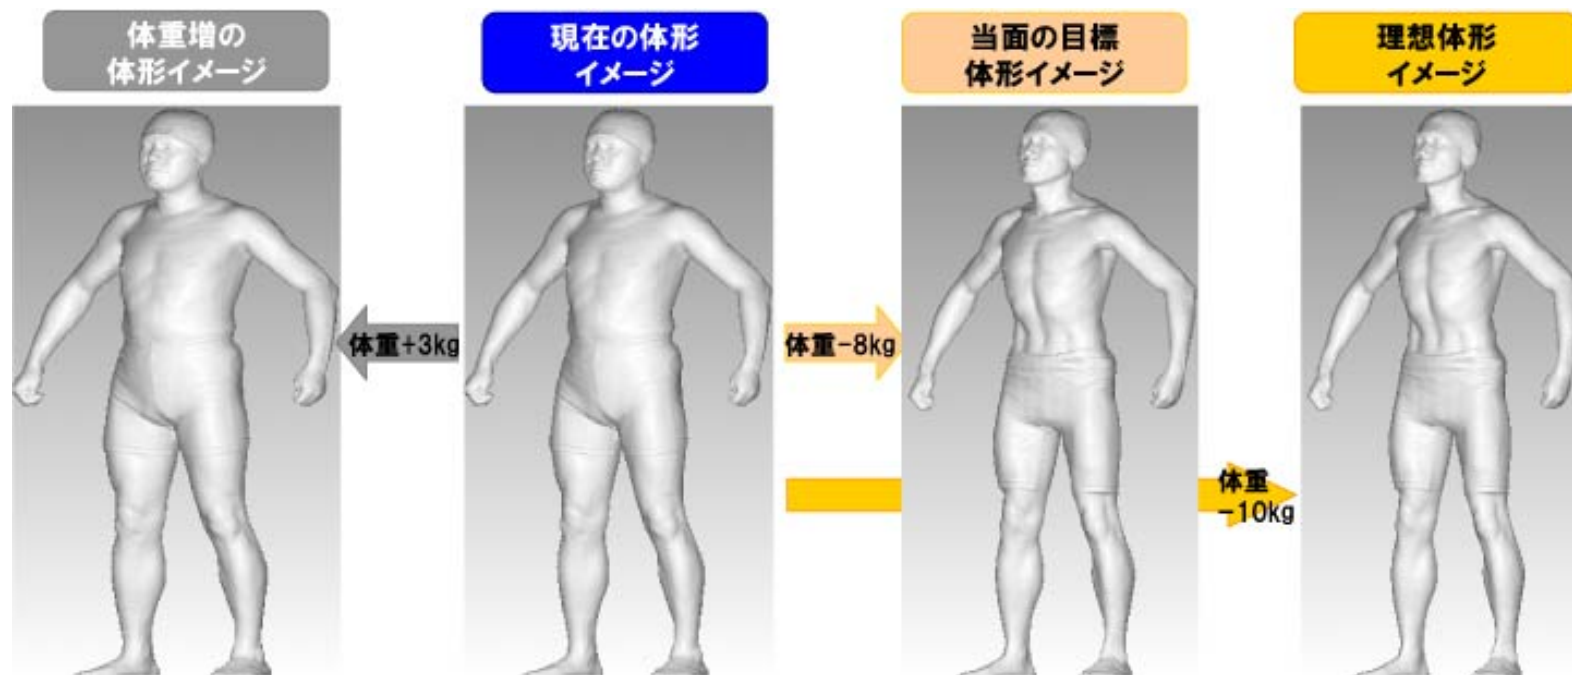 体重増の
体形イメージ
現在の体形
イメージ
当面の目標
体形イメージ
理想体形
イメージ
体重+3kg
体重-8kg
体重
-10kg